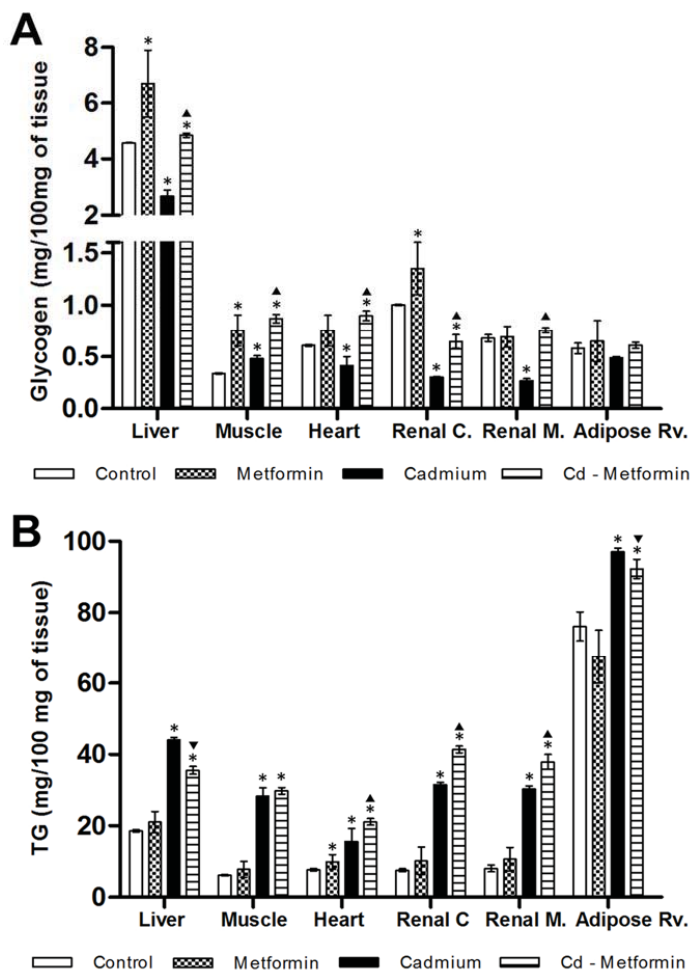 A
Glycogen (mg/100mg of tissue)
8
6
4
2
1.5
1.0
0.5
0.0
* * * ▲ *
* * ▲ * * ▲ * * * ▲ * * ▲
Liver Muscle Heart Renal C. Renal M. Adipose Rv.
Control Metformin Cadmium Cd - Metformin
B
TG (mg/100 mg of tissue)
100
80
60
40
20
0
* ▼ * * * * * ▲ * * ▲ * * ▲ * * ▼ *
Liver Muscle Heart Renal C Renal M. Adipose Rv.
Control Metformin Cadmium Cd - Metformin